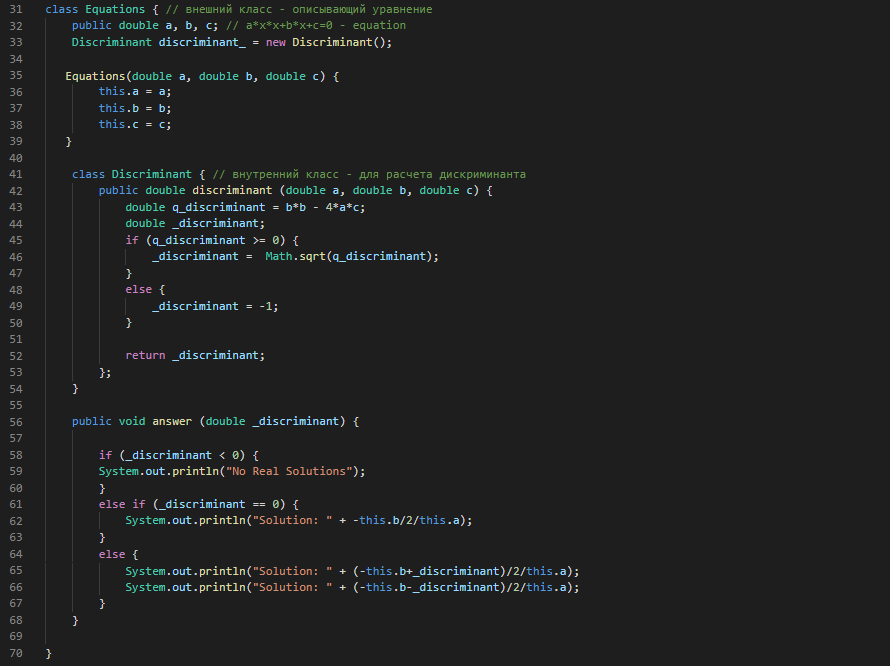 31 class Equations { // внешний класс - описывающий уравнение
32     public double a, b, c; // a*x*x+b*x+c=0 - equation
33     Discriminant discriminant_ = new Discriminant();
34
35    Equations(double a, double b, double c) {
36         this.a = a;
37         this.b = b;
38         this.c = c;
39    }
40
41     class Discriminant { // внутренний класс - для расчета дискриминанта
42         public double discriminant (double a, double b, double c) {
43             double q_discriminant = b*b - 4*a*c;
44             double _discriminant;
45             if (q_discriminant >= 0) {
46                 _discriminant =  Math.sqrt(q_discriminant);
47             }
48             else {
49                 _discriminant = -1;
50             }
51
52             return _discriminant;
53         };
54     }
55
56     public void answer (double _discriminant) {
57
58         if (_discriminant < 0) {
59         System.out.println("No Real Solutions");
60         }
61         else if (_discriminant == 0) {
62             System.out.println("Solution: " + -this.b/2/this.a);
63         }
64         else {
65             System.out.println("Solution: " + (-this.b+_discriminant)/2/this.a);
66             System.out.println("Solution: " + (-this.b-_discriminant)/2/this.a);
67         }
68     }
69
70 }